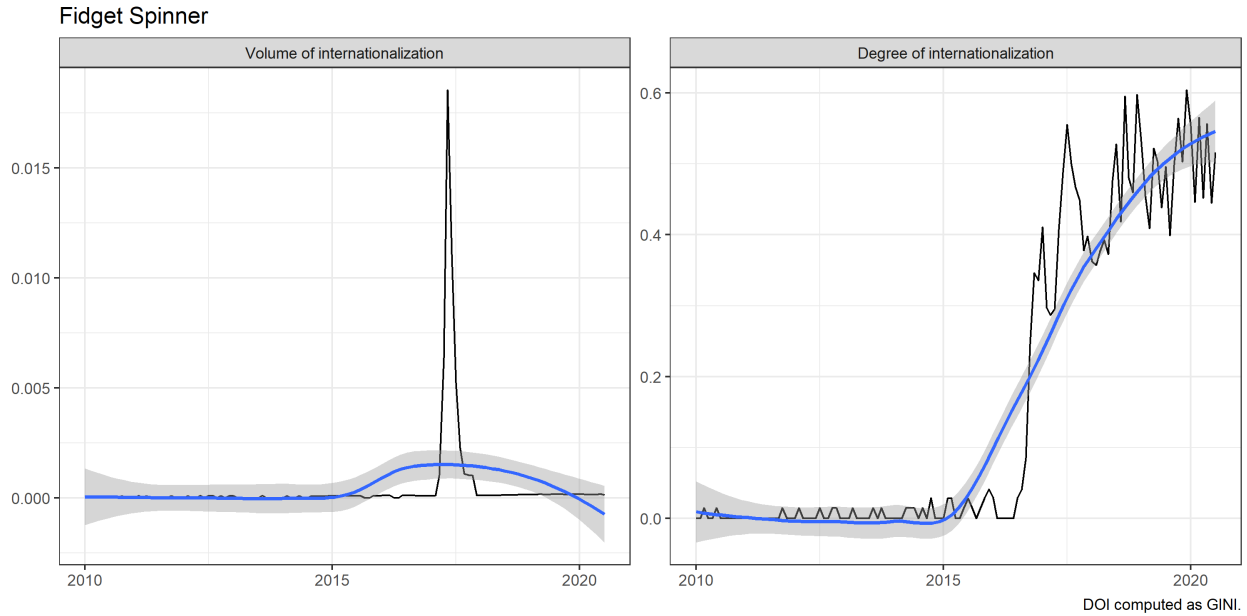 Fidget Spinner
Volume of internationalization
Degree of internationalization
0.015
0.010
0.005
0.000
2010 2015 2020
0.6
0.4
0.2
0.0
2010 2015 2020
DOI computed as GINI.